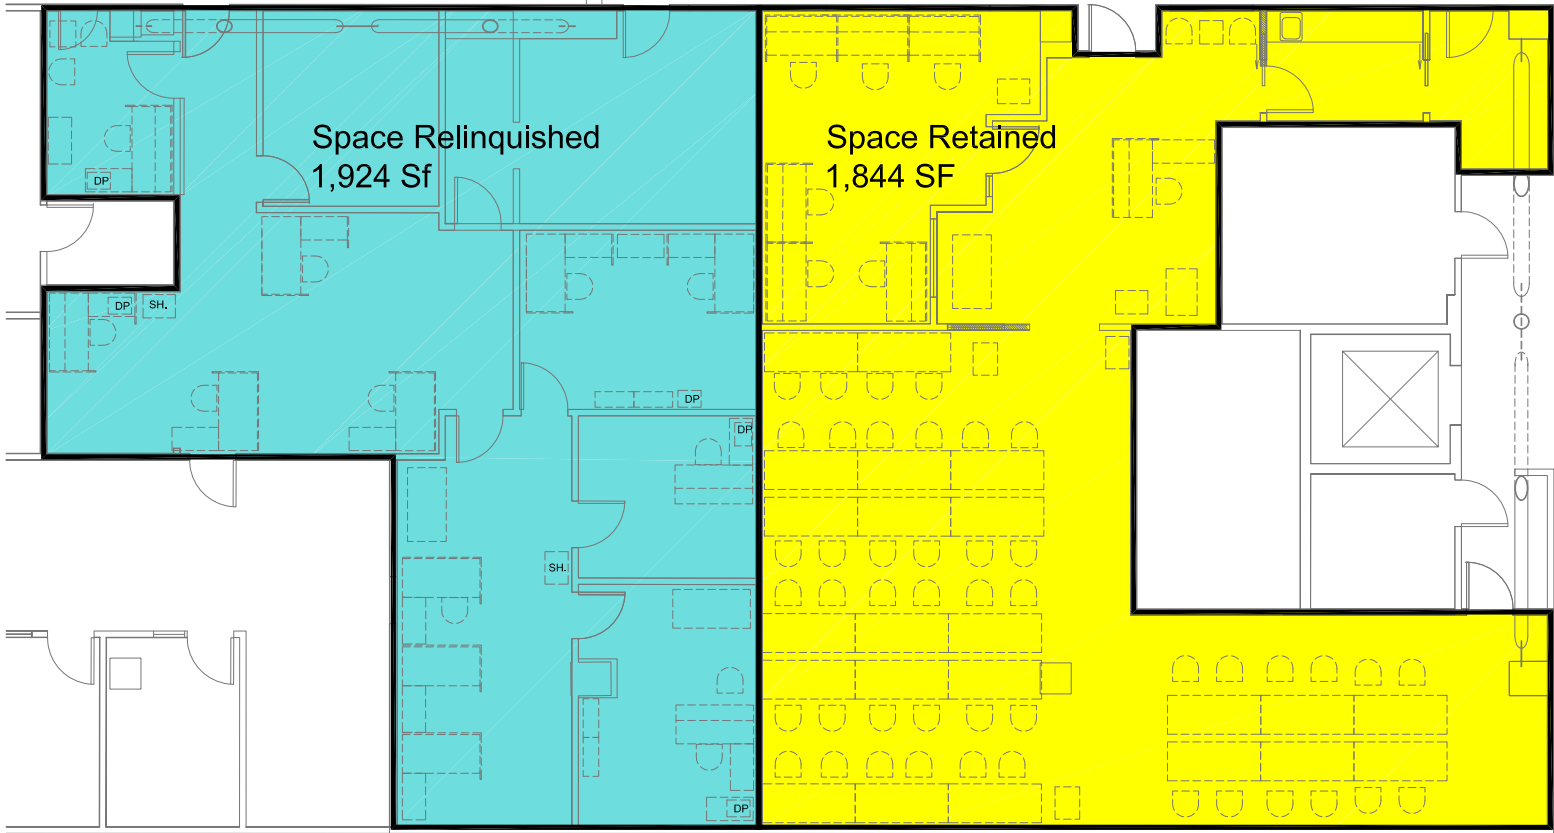 Space Relinquished
1,924 Sf
Space Retained
1,844 SF
DP
DP
SH.
DP
DP
SH.
DP